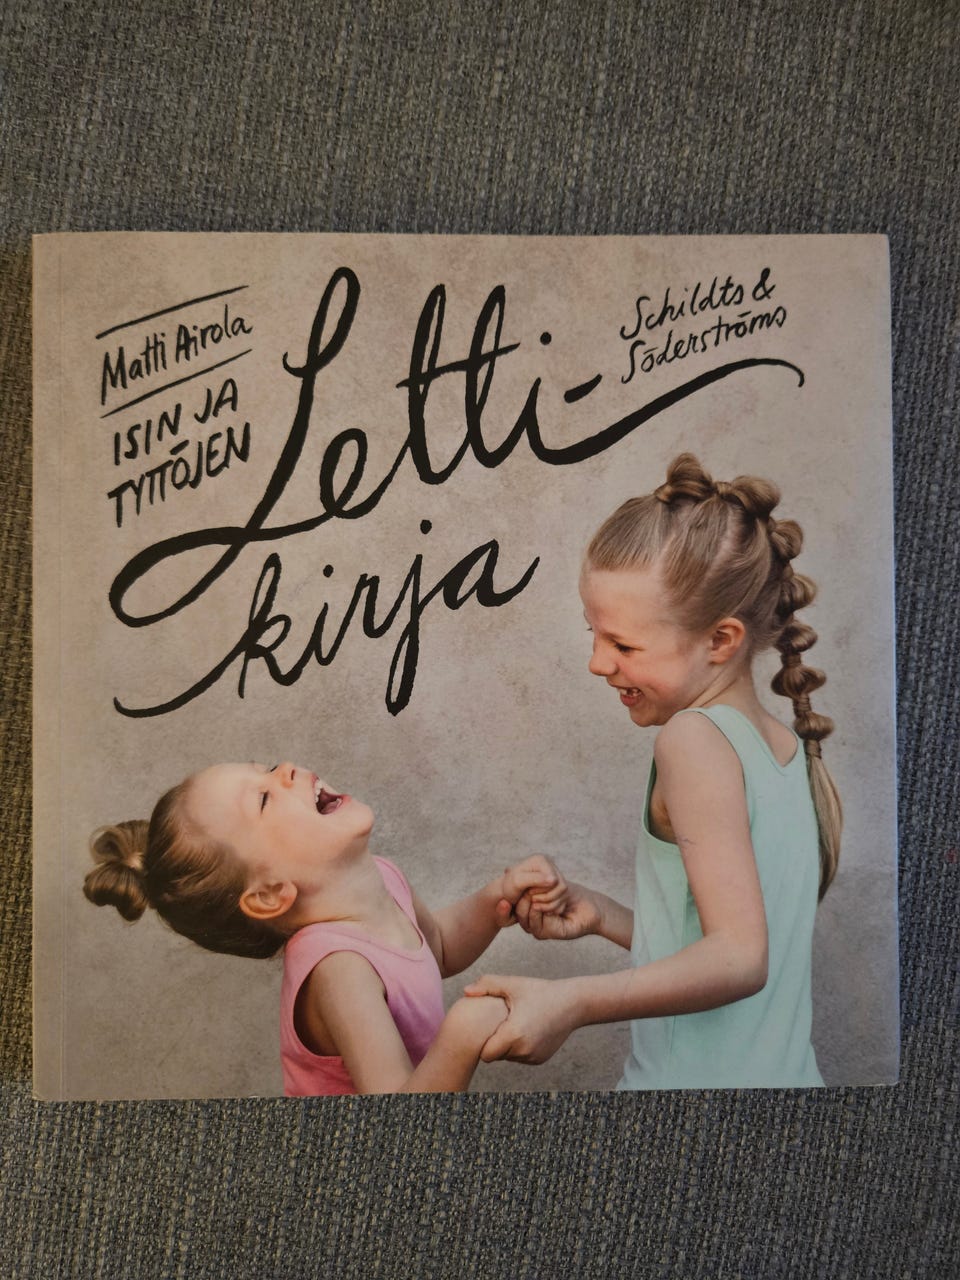 Matti Airola
ISIN JA
TYTTÖJEN
Letti-
kirja
Schildts &
Söderströms